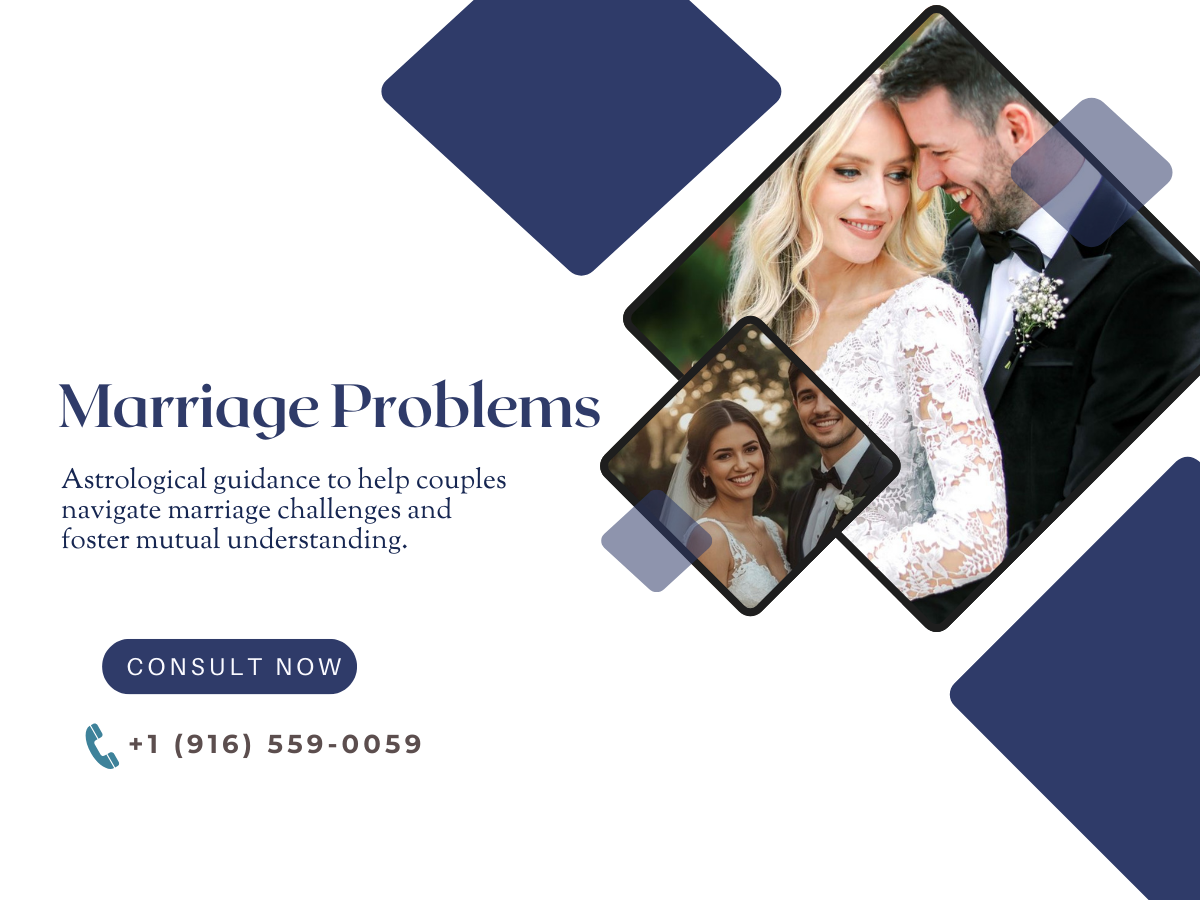 Marriage Problems
Astrological guidance to help couples
navigate marriage challenges and
foster mutual understanding.
CONSULT NOW
+1 (916) 559-0059